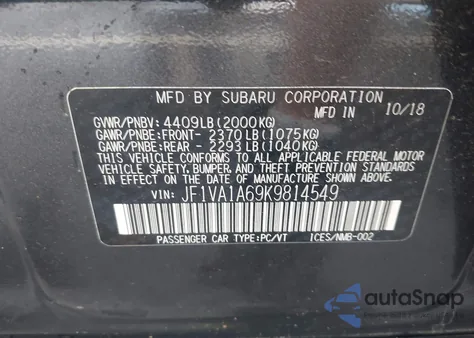 MFD BY SUBARU CORPORATION
MFD IN 10/18
GVWR/PNBV: 4409LB(2000KG)
GAWR/PNBE:FRONT- 2370LB(1075KG)
GAWR/PNBE:REAR - 2293LB(1040KG)
THIS VEHICLE CONFORMS TO ALL APPLICABLE FEDERAL MOTOR
VEHICLE SAFETY, BUMPER, AND THEFT PREVENTION STANDARDS
IN EFFECT ON THE DATE OF MANUFACTURE SHOWN ABOVE.
VIN: JF1VA1A69K9814549
PASSENGER CAR TYPE:PC/VT ICES/NMB-002
autoSnap